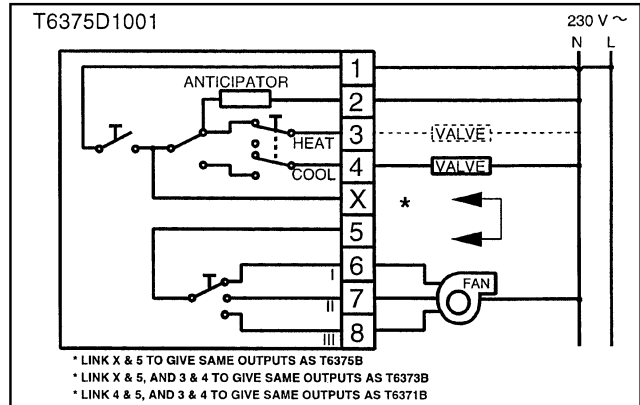 T6375D1001
230 V ~
N L
1
ANTICIPATOR
2
HEAT
3
VALVE
COOL
4
VALVE
X
*
5
I
6
FAN
II
7
III
8
* LINK X & 5 TO GIVE SAME OUTPUTS AS T6375B
* LINK X & 5, AND 3 & 4 TO GIVE SAME OUTPUTS AS T6373B
* LINK 4 & 5, AND 3 & 4 TO GIVE SAME OUTPUTS AS T6371B